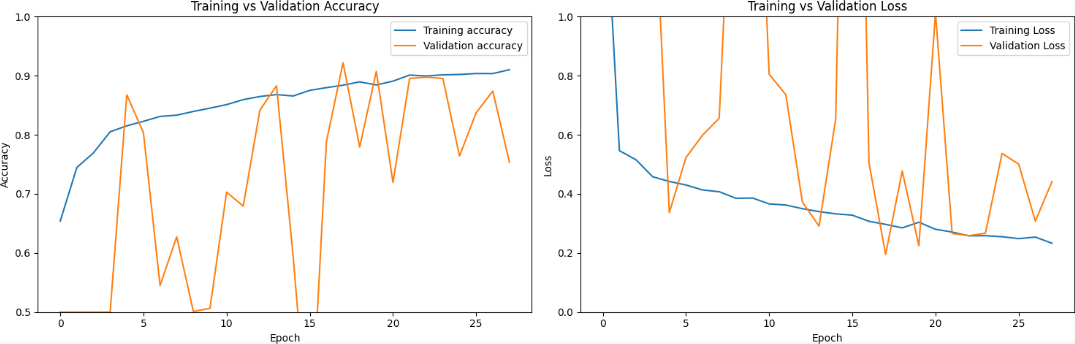 Training vs Validation Accuracy
1.0
0.9
0.8
0.7
0.6
0.5
Accuracy
Training accuracy
Validation accuracy
0 5 10 15 20 25
Epoch
Training vs Validation Loss
1.0
0.8
0.6
0.4
0.2
0.0
Loss
Training Loss
Validation Loss
0 5 10 15 20 25
Epoch